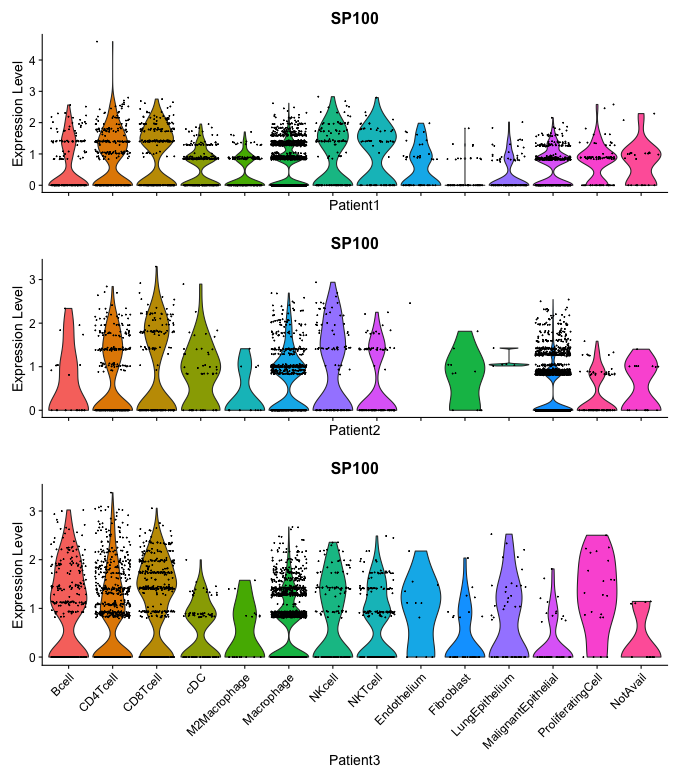 SP100
Expression Level
4
3
2
1
0
Patient1
SP100
Expression Level
3
2
1
0
Patient2
SP100
Expression Level
3
2
1
0
Bcell
CD4Tcell
CD8Tcell
cDC
M2Macrophage
Macrophage
NKcell
NKTcell
Endothelium
Fibroblast
LungEpithelium
MalignantEpithelial
ProliferatingCell
NotAvail
Patient3